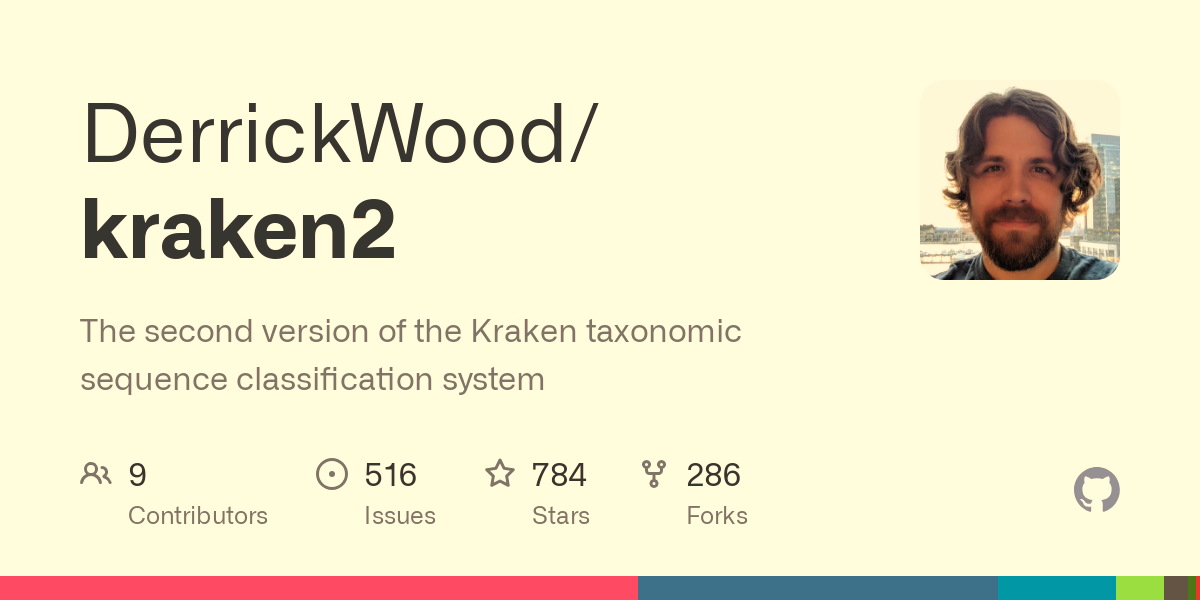 DerrickWood/
kraken2
The second version of the Kraken taxonomic
sequence classification system
9 516 784 286
Contributors Issues Stars Forks